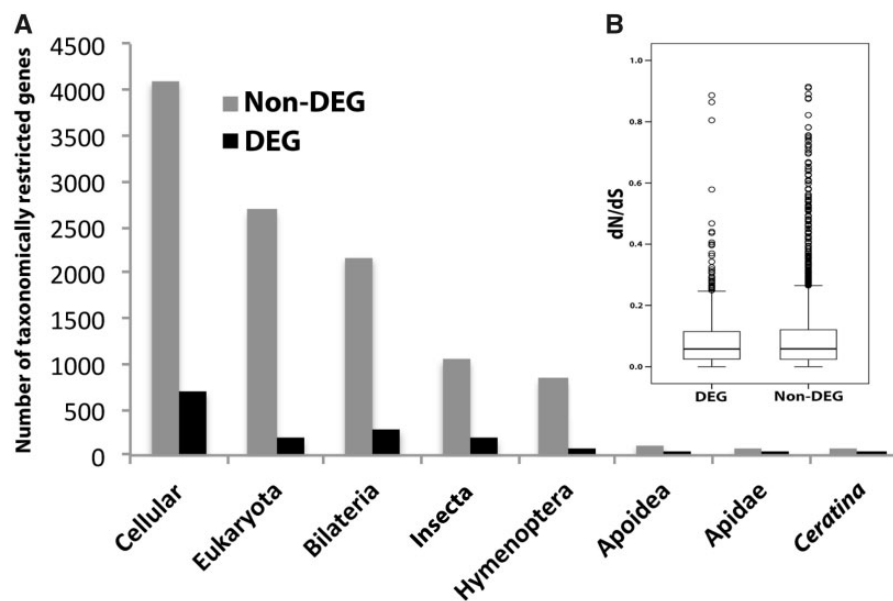 A
Number of taxonomically restricted genes
4500
4000
3500
3000
2500
2000
1500
1000
500
0
Non-DEG
DEG
Cellular
Eukaryota
Bilateria
Insecta
Hymenoptera
Apoidea
Apidae
Ceratina
B
dN/dS
1.0
0.8
0.6
0.4
0.2
0.0
DEG
Non-DEG